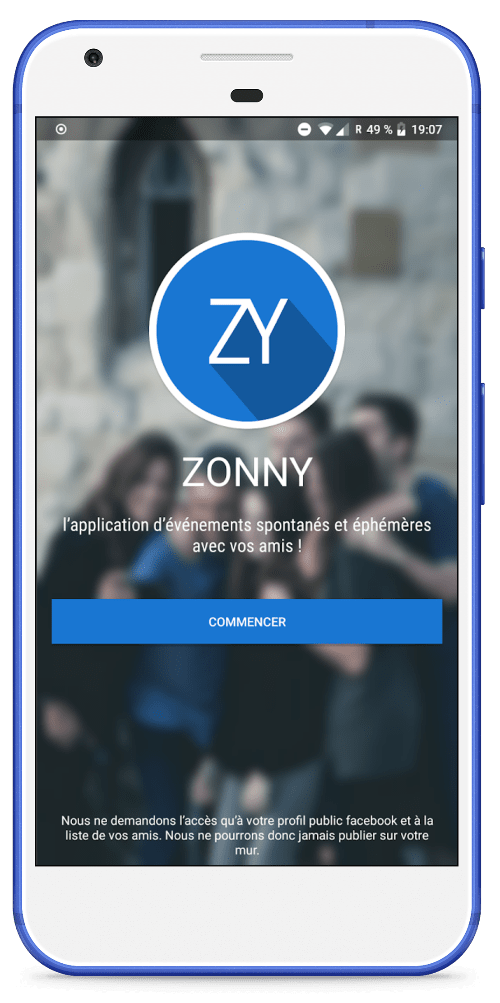 R 49 % 19:07
ZY
ZONNY
l'application d'événements spontanés et éphémères
avec vos amis !
COMMENCER
Nous ne demandons l'accès qu'à votre profil public facebook et à la
liste de vos amis. Nous ne pourrons donc jamais publier sur votre
mur.